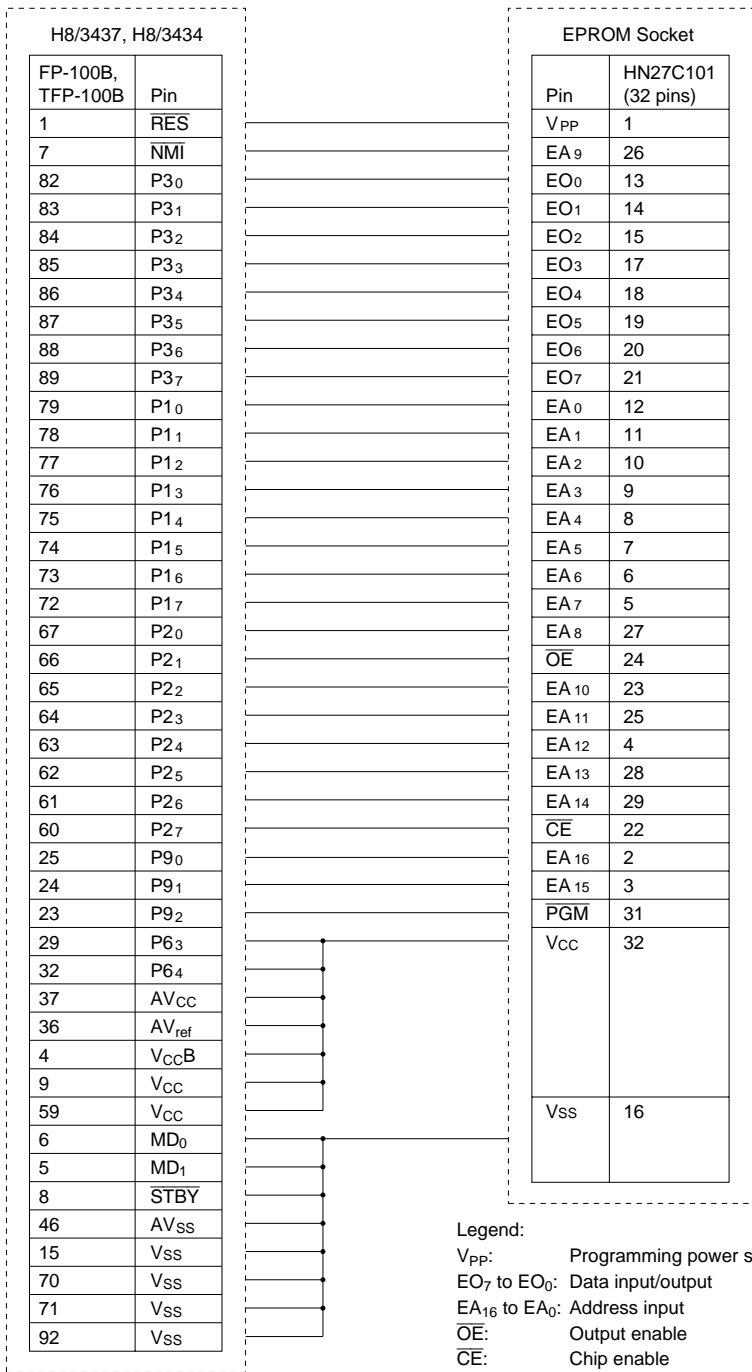 H8/3437, H8/3434 EPROM Socket
FP-100B, HN27C101
TFP-100B Pin Pin (32 pins)
1 R̅E̅S̅ VPP 1
7 N̅M̅I̅ EA9 26
82 P30 EO0 13
83 P31 EO1 14
84 P32 EO2 15
85 P33 EO3 17
86 P34 EO4 18
87 P35 EO5 19
88 P36 EO6 20
89 P37 EO7 21
79 P10 EA0 12
78 P11 EA1 11
77 P12 EA2 10
76 P13 EA3 9
75 P14 EA4 8
74 P15 EA5 7
73 P16 EA6 6
72 P17 EA7 5
67 P20 EA8 27
66 P21 O̅E̅ 24
65 P22 EA10 23
64 P23 EA11 25
63 P24 EA12 4
62 P25 EA13 28
61 P26 EA14 29
60 P27 C̅E̅ 22
25 P90 EA16 2
24 P91 EA15 3
23 P92 P̅G̅M̅ 31
29 P63 VCC 32
32 P64
37 AVCC
36 AVref
4 VCCB
9 VCC
59 VCC VSS 16
6 MD0
5 MD1
8 S̅T̅B̅Y̅
46 AVSS
15 VSS
70 VSS
71 VSS
92 VSS
Legend:
VPP: Programming power s
EO7 to EO0: Data input/output
EA16 to EA0: Address input
O̅E̅: Output enable
C̅E̅: Chip enable